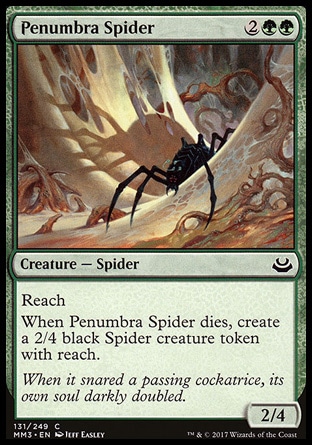 Penumbra Spider 2
Creature — Spider
Reach
When Penumbra Spider dies, create
a 2/4 black Spider creature token
with reach.
When it snared a passing cockatrice, its
own soul darkly doubled.
2/4
131/249 C
MM3 • EN Jeff Easley
™ & © 2017 Wizards of the Coast